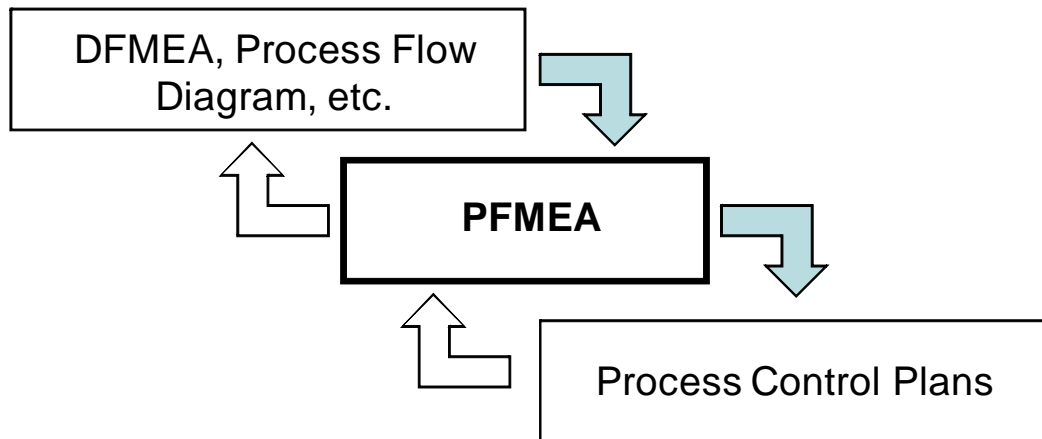 DFMEA, Process Flow
Diagram, etc.
PFMEA
Process Control Plans